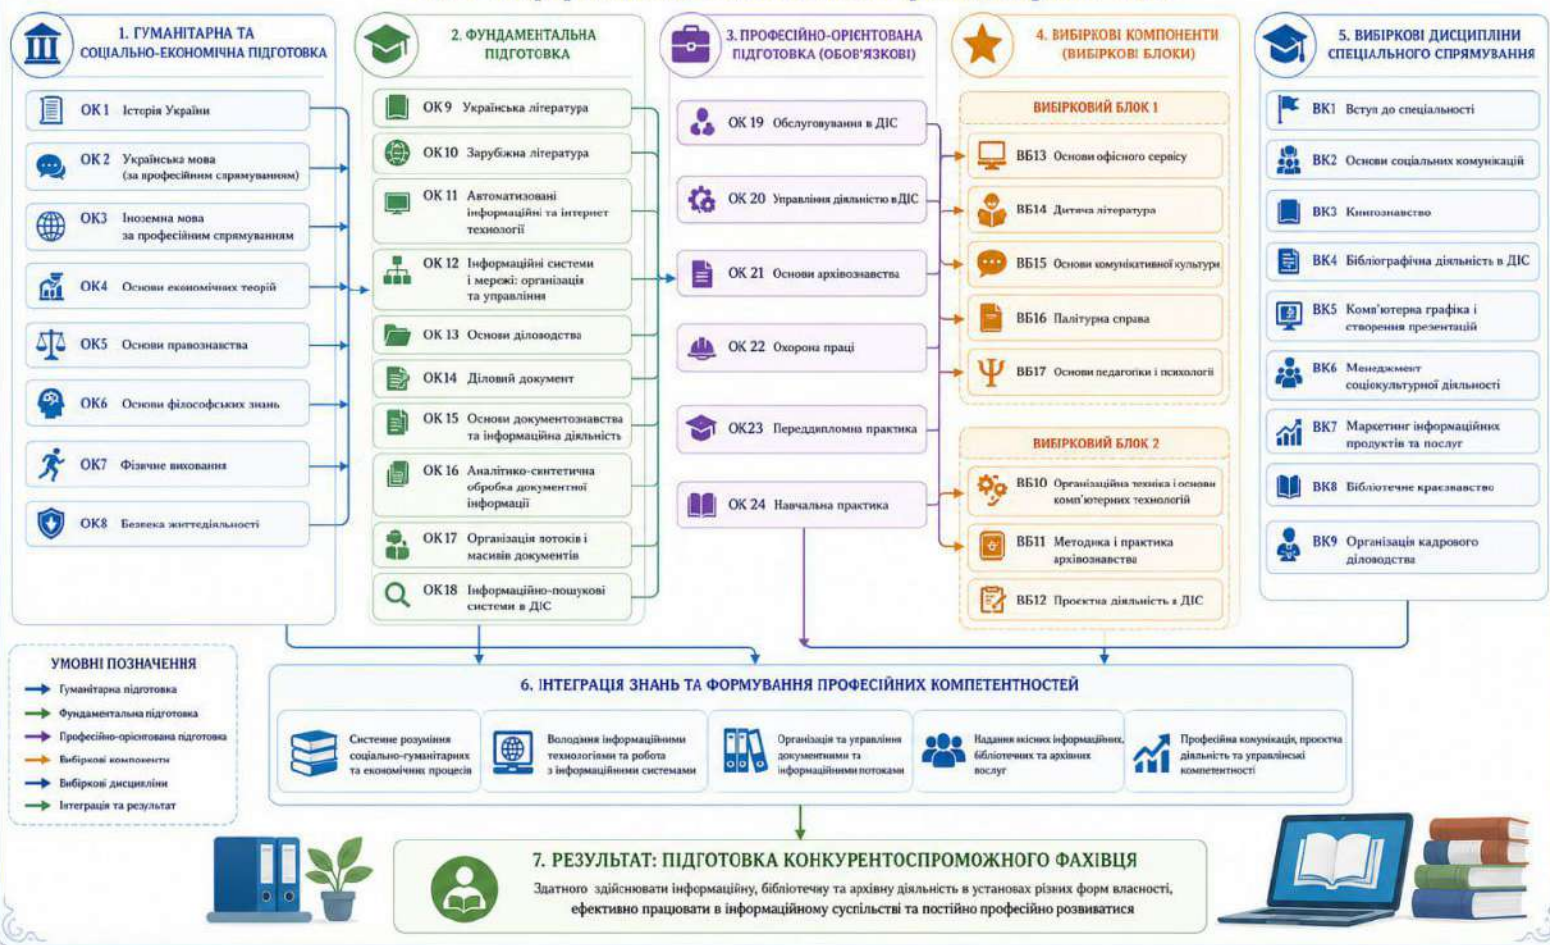 1. ГУМАНІТАРНА ТА
СОЦІАЛЬНО-ЕКОНОМІЧНА ПІДГОТОВКА
ОК 1 Історія України
ОК 2 Українська мова
(за врофесійним спрямуванням)
ОК3 Іноземна мова
за професійним спрямуванням
ОК4 Основи економічних теорій
ОК5 Основи правознавства
ОК6 Основи філософських знань
ОК7 Фізичне виховання
ОК8 Безпека життєдіяльності
2. ФУНДАМЕНТАЛЬНА
ПІДГОТОВКА
ОК 9 Українська література
ОК10 Зарубіжна література
ОК 11 Автоматизовані
інформаційні та інтернет
технології
ОК 12 Інформаційні системи
і мережі: організація
та управління
ОК 13 Основи діловодства
ОК14 Діловий документ
ОК 15 Основи документознавства
та інформаційна діяльність
ОК 16 Аналітико-синтетична
обробка документної
інформації
ОК17 Організація потоків і
масивів документів
ОК18 Інформаційно-пошукові
системи в ДІС
3. ПРОФЕСІЙНО-ОРІЄНТОВАНА
ПІДГОТОВКА (ОБОВ'ЯЗКОВІ)
ОК 19 Обслуговування в ДІС
ОК 20 Управління діяльністю в ДІС
ОК 21 Основи архівознавства
ОК 22 Охорона праці
ОК23 Переддипломна практика
ОК 24 Навчальна практика
4. ВИБІРКОВІ КОМПОНЕНТИ
(ВИБІРКОВІ БЛОКИ)
ВИБІРКОВИЙ БЛОК 1
ВБ13 Основи офісного сервісу
ВБ14 Дитяча література
ВБ15 Основи комунікативної культури
ВБ16 Палітурна справа
ВБ17 Основи педагогіки і психології
ВИБІРКОВИЙ БЛОК 2
ВБ10 Організаційна техніка і основи
комп'ютерних технологій
ВБ11 Методика і практика
архівознавства
ВБ12 Проєктна діяльність в ДІС
5. ВИБІРКОВІ ДИСЦИПЛІНИ
СПЕЦІАЛЬНОГО СПРЯМУВАННЯ
ВК1 Вступ до спеціальності
ВК2 Основи соціальних комунікацій
ВК3 Книгознавство
ВК4 Бібліографічна діяльність в ДІС
ВК5 Комп'ютерна графіка і
створення презентацій
ВК6 Менеджмент
соціокультурної діяльності
ВК7 Маркетинг інформаційних
продуктів та послуг
ВК8 Бібліотечне краєзнавство
ВК9 Організація кадрового
діловодства
УМОВНІ ПОЗНАЧЕННЯ
Гуманітарна підготовка
Фундаментальна підготовка
Професійно-орієнтована підготовка
Вибіркові компоненти
Вибіркові дисципліни
Інтеграція та результат
6. ІНТЕГРАЦІЯ ЗНАНЬ ТА ФОРМУВАННЯ ПРОФЕСІЙНИХ КОМПЕТЕНТНОСТЕЙ
Системне розуміння
соціально-гуманітарних
та економічних процесів
Володіння інформаційними
технологіями та робота
з інформаційними системами
Організація та управління
документними та
інформаційними потоками
Надання якісних інформаційних,
бібліотечних та архівних
послуг
Професійна комунікація, проєктна
діяльність та управлінські
компетентності
7. РЕЗУЛЬТАТ: ПІДГОТОВКА КОНКУРЕНТОСПРОМОЖНОГО ФАХІВЦЯ
Здатного здійснювати інформаційну, бібліотечну та архівну діяльність в установах різних форм власності,
ефективно працювати в інформаційному суспільстві та постійно професійно розвиватися